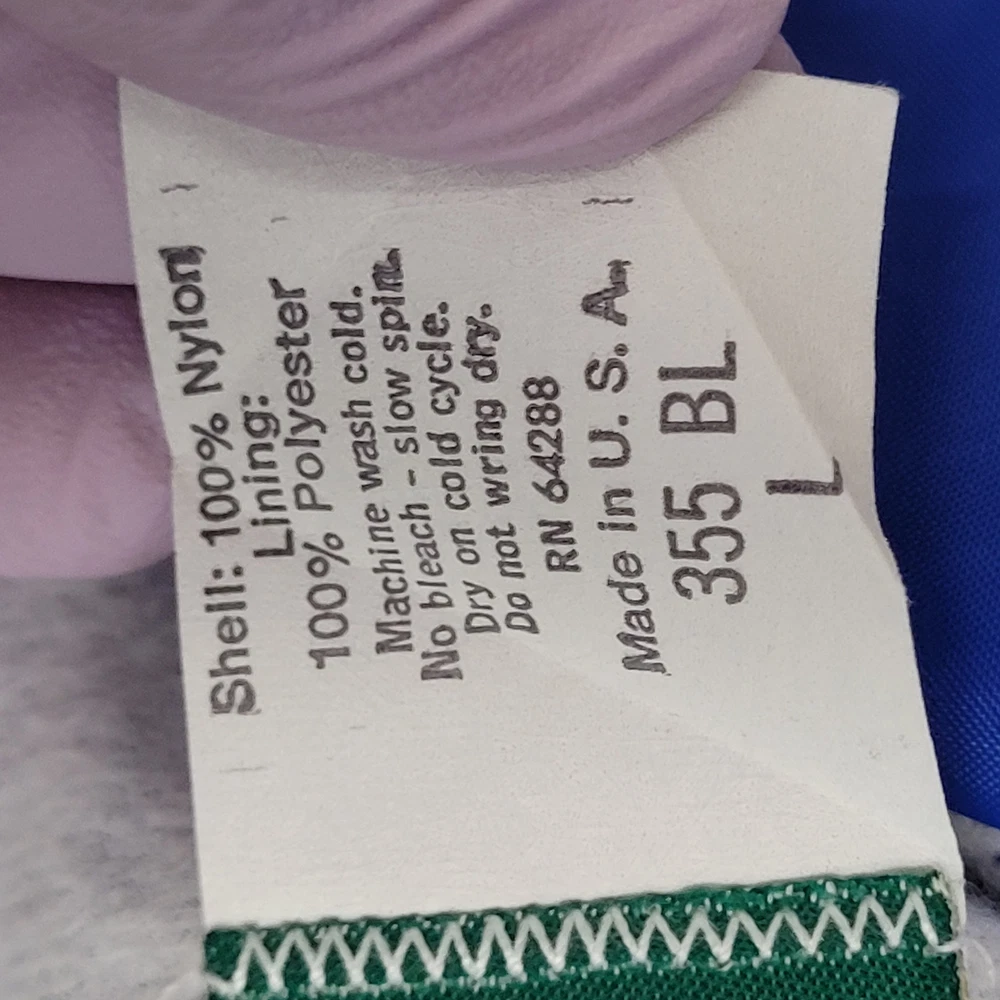 Shell: 100% Nylon
Lining:
100% Polyester
Machine wash cold.
No bleach - slow spin.
Dry on cold cycle.
Do not wring dry.
RN 64288
Made in U. S. A.
355 BL
L